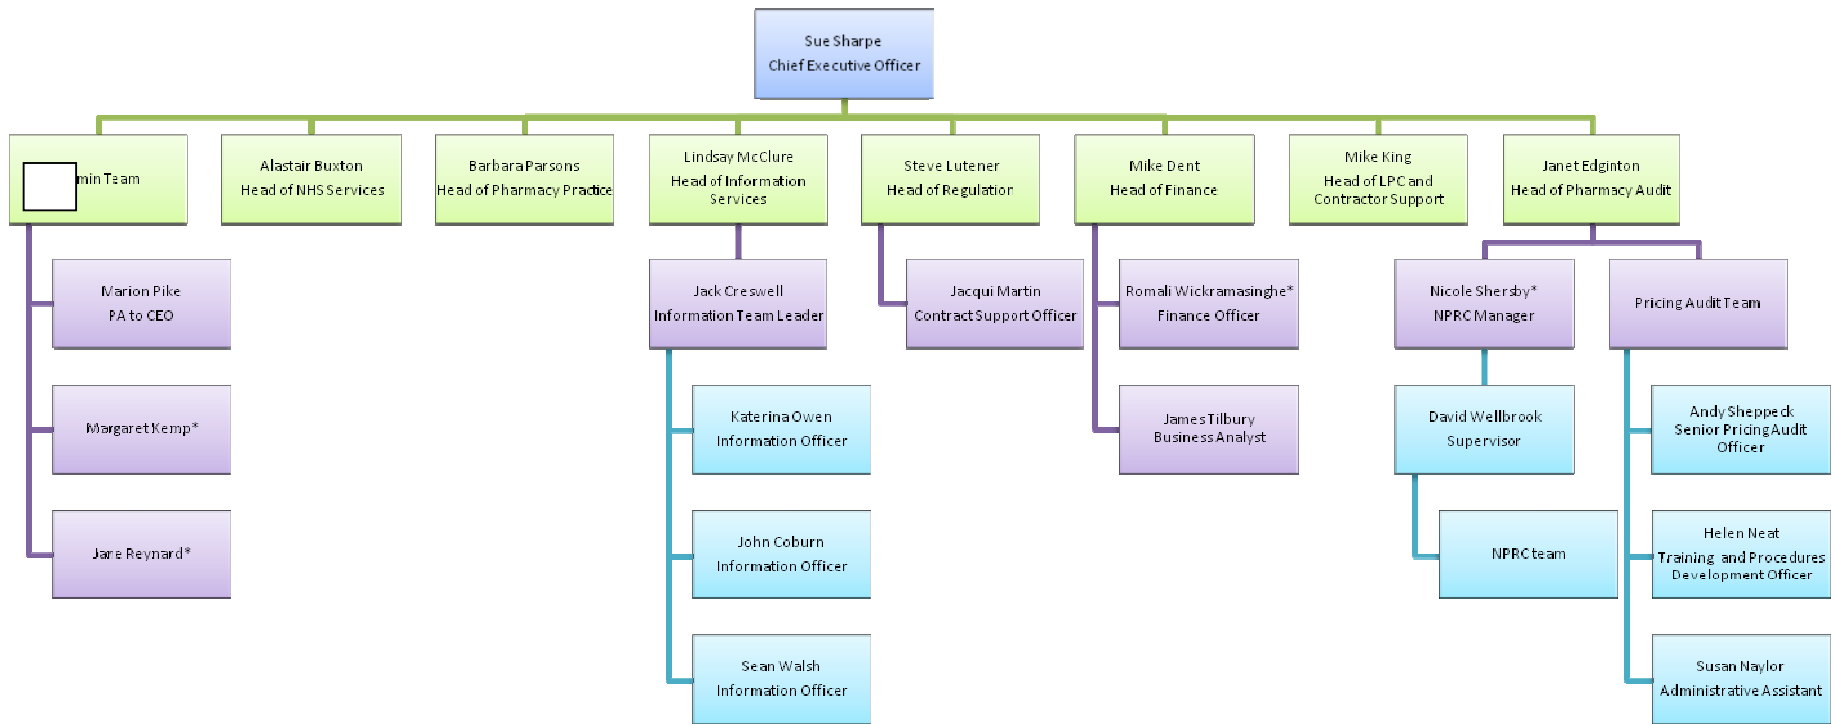 Sue Sharpe
Chief Executive Officer
min Team
Alastair Buxton
Head of NHS Services
Barbara Parsons
Head of Pharmacy Practice
Lindsay McClure
Head of Information
Services
Steve Lutener
Head of Regulation
Mike Dent
Head of Finance
Mike King
Head of LPC and
Contractor Support
Janet Edginton
Head of Pharmacy Audit
Marion Pike
PA to CEO
Jack Creswell
Information Team Leader
Jacqui Martin
Contract Support Officer
Romali Wickramasinghe*
Finance Officer
Nicole Shersby*
NPRC Manager
Pricing Audit Team
Margaret Kemp*
Katerina Owen
Information Officer
James Tilbury
Business Analyst
David Wellbrook
Supervisor
Andy Sheppeck
Senior Pricing Audit
Officer
Jane Reynard*
John Coburn
Information Officer
NPRC team
Helen Neat
Training and Procedures
Development Officer
Sean Walsh
Information Officer
Susan Naylor
Administrative Assistant